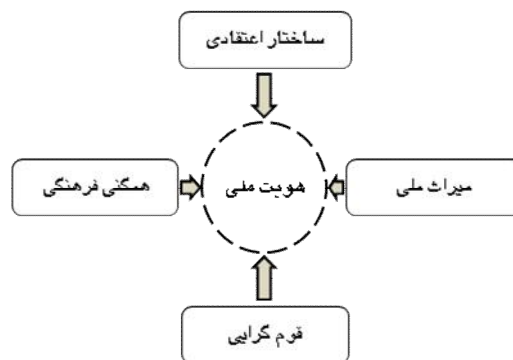 ساختار اعتقادی
میراث ملی
هویت ملی
همگنی فرهنگی
قوم گرایی